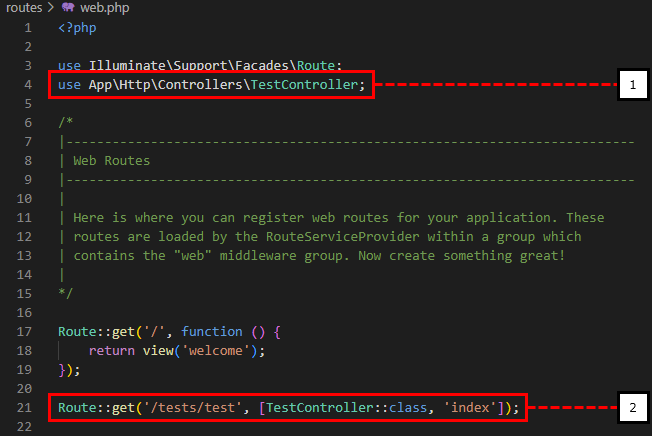 routes > web.php
1 <?php
2
3 use Illuminate\Support\Facades\Route;
4 use App\Http\Controllers\TestController; 1
5
6 /*
7 |--------------------------------------------------------------------------
8 | Web Routes
9 |--------------------------------------------------------------------------
10 |
11 | Here is where you can register web routes for your application. These
12 | routes are loaded by the RouteServiceProvider within a group which
13 | contains the "web" middleware group. Now create something great!
14 |
15 */
16
17 Route::get('/', function () {
18     return view('welcome');
19 });
20
21 Route::get('/tests/test', [TestController::class, 'index']); 2
22